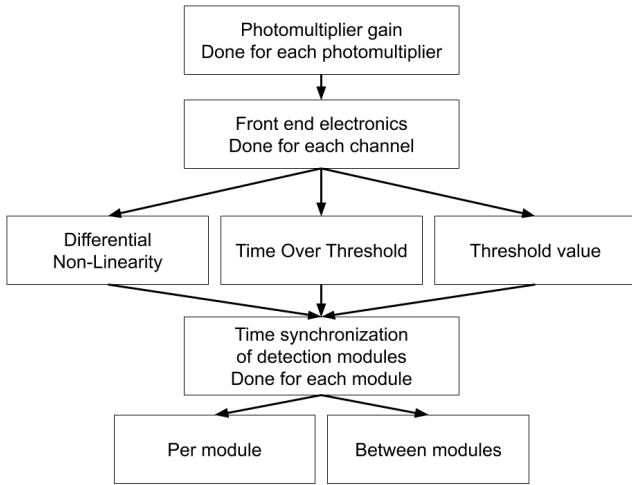 Photomultiplier gain
Done for each photomultiplier
Front end electronics
Done for each channel
Differential
Non-Linearity
Time Over Threshold
Threshold value
Time synchronization
of detection modules
Done for each module
Per module
Between modules